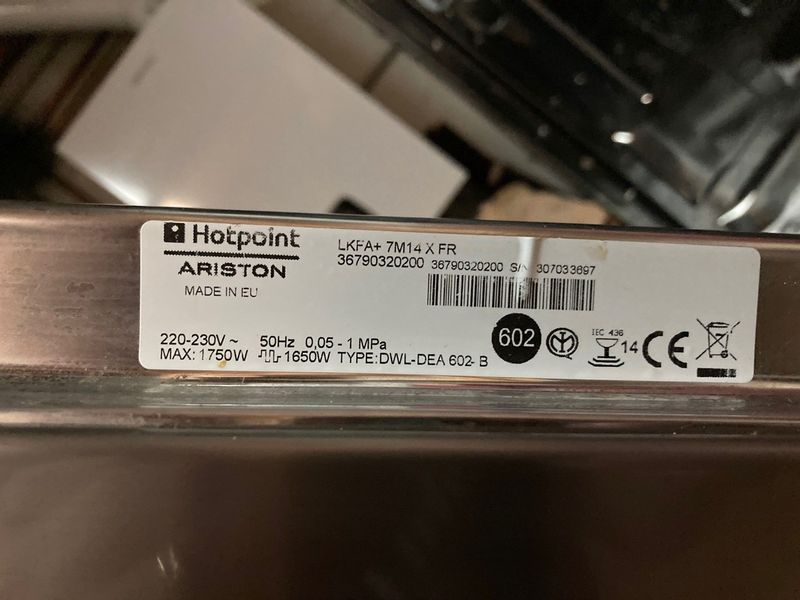 Hotpoint
ARISTON
MADE IN EU
LKFA+ 7M14 X FR
36790320200 36790320200 S/N 307033697
220-230V ~ 50Hz 0,05 - 1 MPa
MAX: 1750W 1650W TYPE:DWL-DEA 602- B
602
IEC 436
14
CE